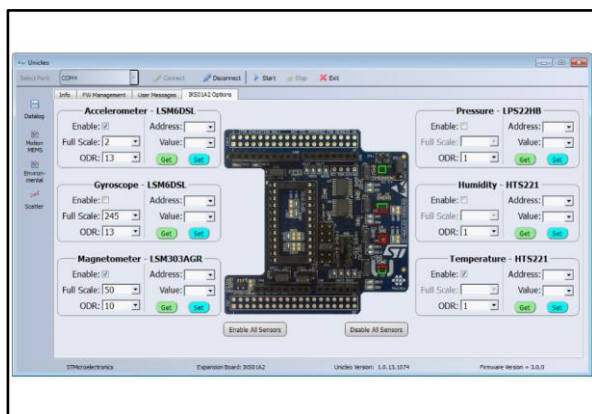 Unicleo
Select Port: COM4 Connect Disconnect Start Stop Exit
Info FW Management User Messages IKS01A2 Options
Datalog
Motion
MEMS
Environ-
mental
Scatter
Accelerometer - LSM6DSL
Enable: Address:
Full Scale: 2 Value:
ODR: 13 Get Set
Gyroscope - LSM6DSL
Enable: Address:
Full Scale: 245 Value:
ODR: 13 Get Set
Magnetometer - LSM303AGR
Enable: Address:
Full Scale: 50 Value:
ODR: 10 Get Set
Pressure - LPS22HB
Enable: Address:
Full Scale: Value:
ODR: 1 Get Set
Humidity - HTS221
Enable: Address:
Full Scale: Value:
ODR: 1 Get Set
Temperature - HTS221
Enable: Address:
Full Scale: Value:
ODR: 1 Get Set
Enable All Sensors Disable All Sensors
STMicroelectronics Expansion Board: IKS01A2 Unicleo Version: 1.0.13.1074 Firmware Version = 3.0.0